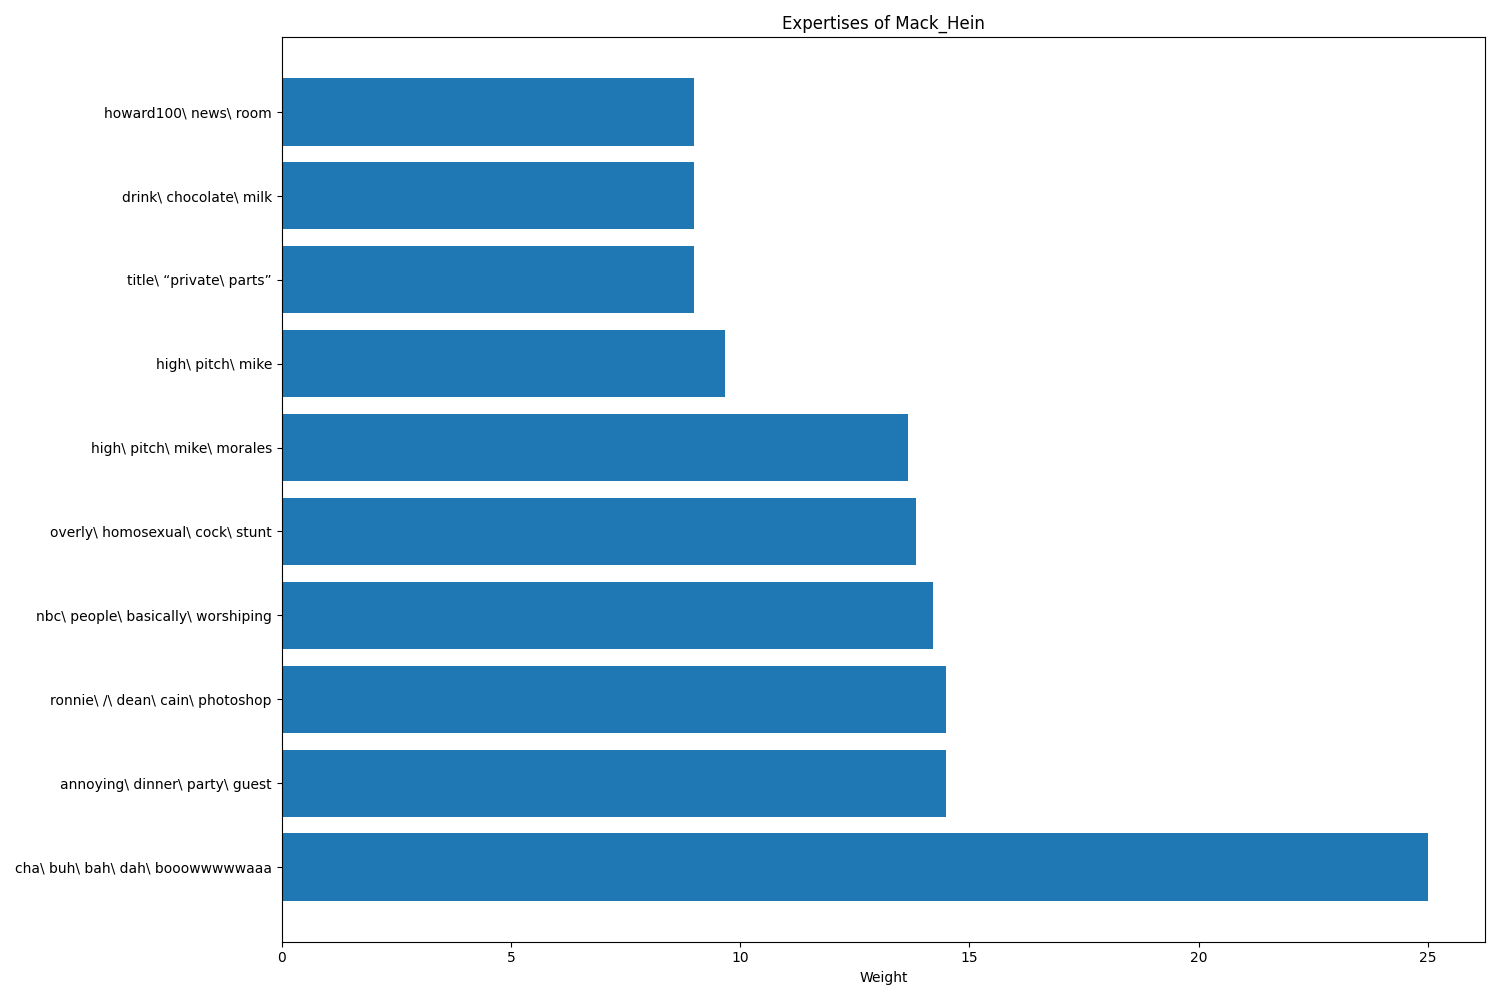 Expertises of Mack_Hein
howard100\ news\ room
drink\ chocolate\ milk
title\ “private\ parts”
high\ pitch\ mike
high\ pitch\ mike\ morales
overly\ homosexual\ cock\ stunt
nbc\ people\ basically\ worshiping
ronnie\ /\ dean\ cain\ photoshop
annoying\ dinner\ party\ guest
cha\ buh\ bah\ dah\ booowwwwwaaa
0 5 10 15 20 25
Weight